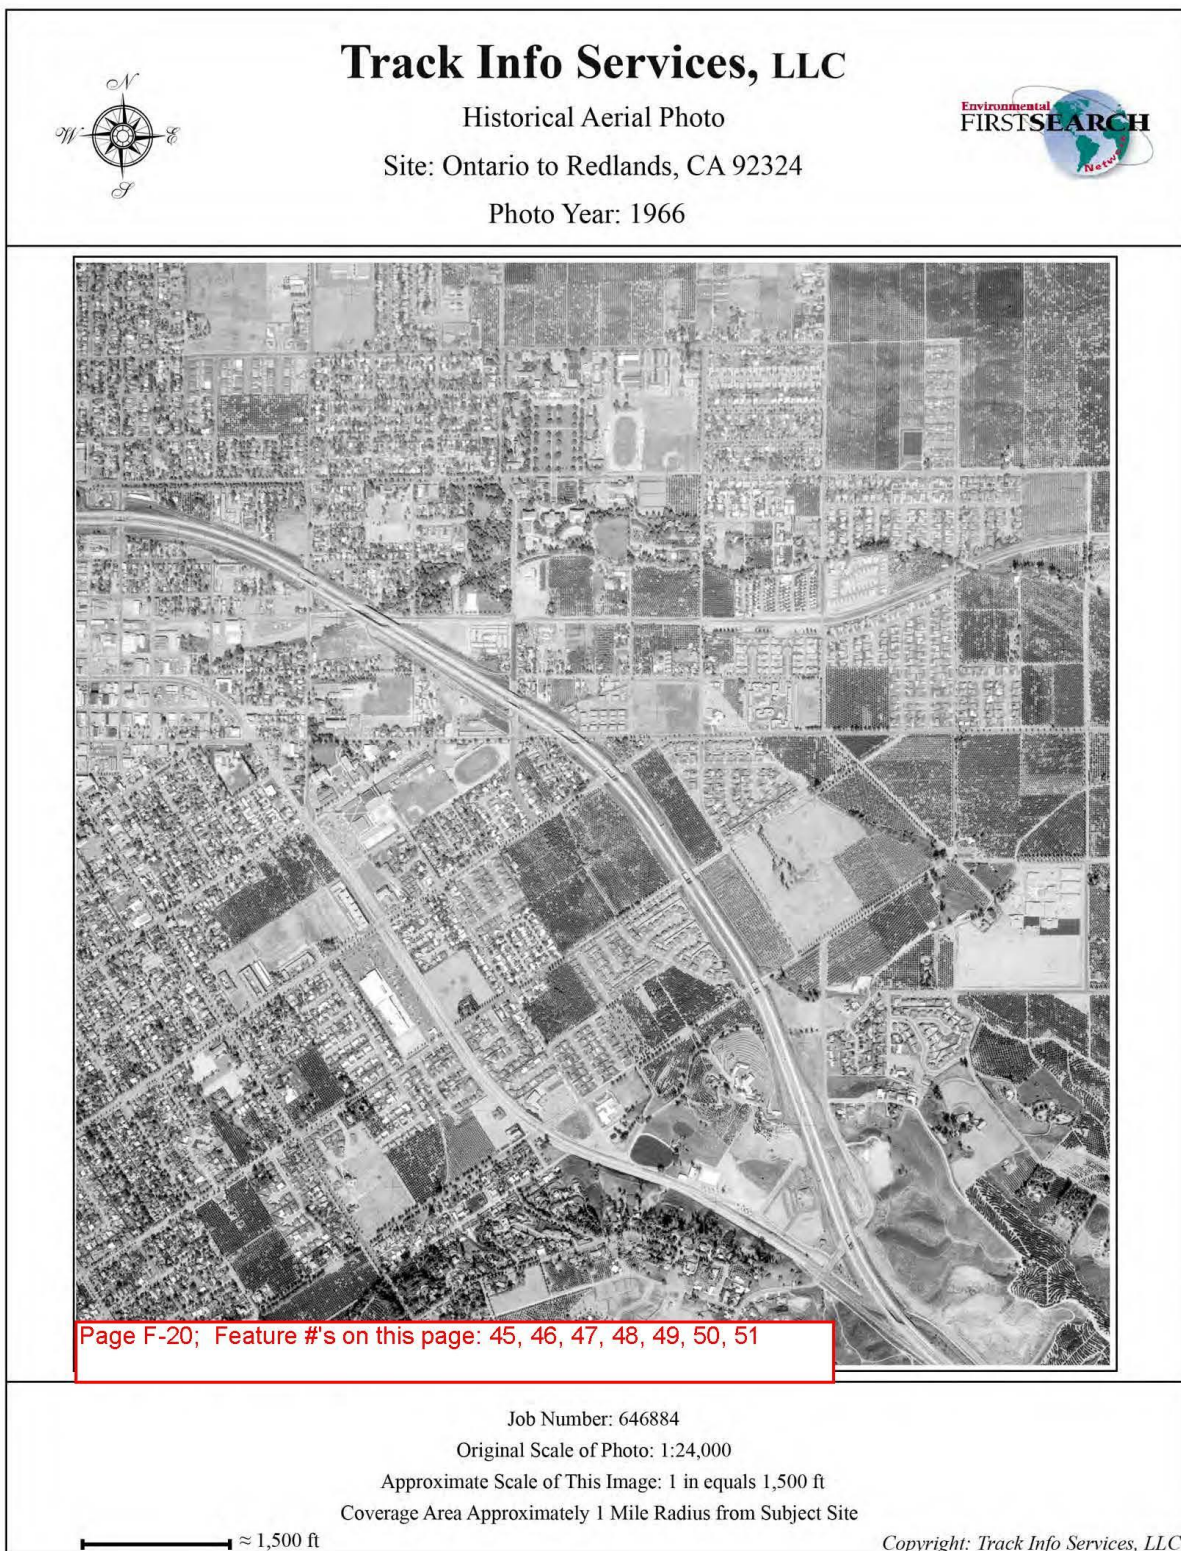 Track Info Services, LLC
Historical Aerial Photo
Site: Ontario to Redlands, CA 92324
Photo Year: 1966
N
W
E
S
Environmental
FIRSTSEARCH
Network
Page F-20; Feature #'s on this page: 45, 46, 47, 48, 49, 50, 51
Job Number: 646884
Original Scale of Photo: 1:24,000
Approximate Scale of This Image: 1 in equals 1,500 ft
Coverage Area Approximately 1 Mile Radius from Subject Site
≈ 1,500 ft
Copyright: Track Info Services, LLC